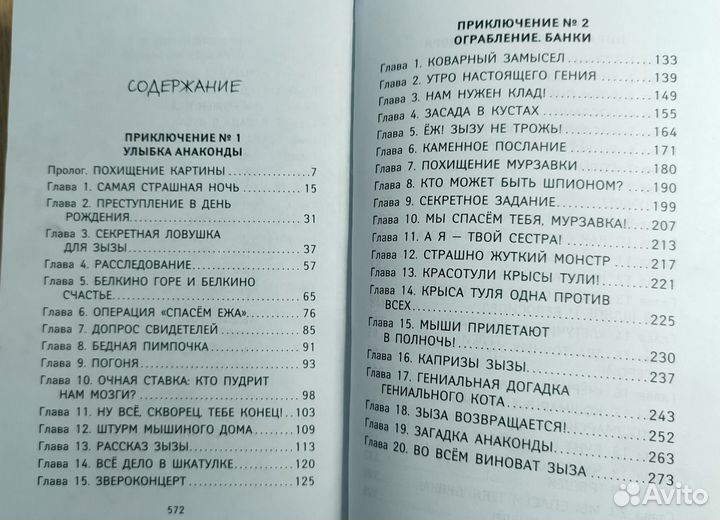 СОДЕРЖАНИЕ
ПРИКЛЮЧЕНИЕ № 1
УЛЫБКА АНАКОНДЫ
Пролог. ПОХИЩЕНИЕ КАРТИНЫ 7
Глава 1. САМАЯ СТРАШНАЯ НОЧЬ 15
Глава 2. ПРЕСТУПЛЕНИЕ В ДЕНЬ
РОЖДЕНИЯ 31
Глава 3. СЕКРЕТНАЯ ЛОВУШКА
ДЛЯ ЗЫЗЫ 37
Глава 4. РАССЛЕДОВАНИЕ 57
Глава 5. БЕЛКИНО ГОРЕ И БЕЛКИНО
СЧАСТЬЕ 65
Глава 6. ОПЕРАЦИЯ «СПАСЁМ ЕЖА» 76
Глава 7. ДОПРОС СВИДЕТЕЛЕЙ 85
Глава 8. БЕДНАЯ ПИМПОЧКА 91
Глава 9. ПОГОНЯ 93
Глава 10. ОЧНАЯ СТАВКА: КТО ПУДРИТ
НАМ МОЗГИ? 98
Глава 11. НУ ВСЁ, СКВОРЕЦ, ТЕБЕ КОНЕЦ! 103
Глава 12. ШТУРМ МЫШИНОГО ДОМА 109
Глава 13. РАССКАЗ ЗЫЗЫ 113
Глава 14. ВСЁ ДЕЛО В ШКАТУЛКЕ 120
Глава 15. ЗВЕРОКОНЦЕРТ 125
572
ПРИКЛЮЧЕНИЕ № 2
ОГРАБЛЕНИЕ. БАНКИ
Глава 1. КОВАРНЫЙ ЗАМЫСЕЛ 133
Глава 2. УТРО НАСТОЯЩЕГО ГЕНИЯ 139
Глава 3. НАМ НУЖЕН КЛАД! 149
Глава 4. ЗАСАДА В КУСТАХ 155
Глава 5. ЁЖ! ЗЫЗУ НЕ ТРОЖЬ! 164
Глава 6. КАМЕННОЕ ПОСЛАНИЕ 171
Глава 7. ПОХИЩЕНИЕ МУРЗАВКИ 180
Глава 8. КТО МОЖЕТ БЫТЬ ШПИОНОМ? 190
Глава 9. СЕКРЕТНОЕ ЗАДАНИЕ 199
Глава 10. МЫ СПАСЁМ ТЕБЯ, МУРЗАВКА! 207
Глава 11. А Я — ТВОЙ СЕСТРА! 213
Глава 12. СТРАШНО ЖУТКИЙ МОНСТР 217
Глава 13. КРАСОТУЛИ КРЫСЫ ТУЛИ! 221
Глава 14. КРЫСА ТУЛЯ ОДНА ПРОТИВ
ВСЕХ 225
Глава 15. МЫШИ ПРИЛЕТАЮТ
В ПОЛНОЧЬ! 230
Глава 16. КАПРИЗЫ ЗЫЗЫ 237
Глава 17. ГЕНИАЛЬНАЯ ДОГАДКА
ГЕНИАЛЬНОГО КОТА 243
Глава 18. ЗЫЗА ВОЗВРАЩАЕТСЯ! 252
Глава 19. ЗАГАДКА АНАКОНДЫ 263
Глава 20. ВО ВСЁМ ВИНОВАТ ЗЫЗА 273
Avito